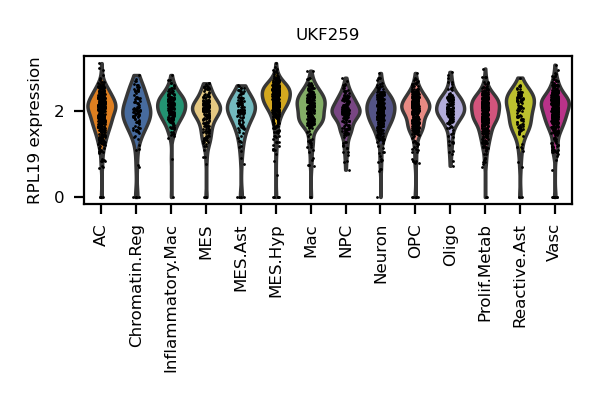 UKF259
RPL19 expression
2
0
AC
Chromatin.Reg
Inflammatory.Mac
MES
MES.Ast
MES.Hyp
Mac
NPC
Neuron
OPC
Oligo
Prolif.Metab
Reactive.Ast
Vasc